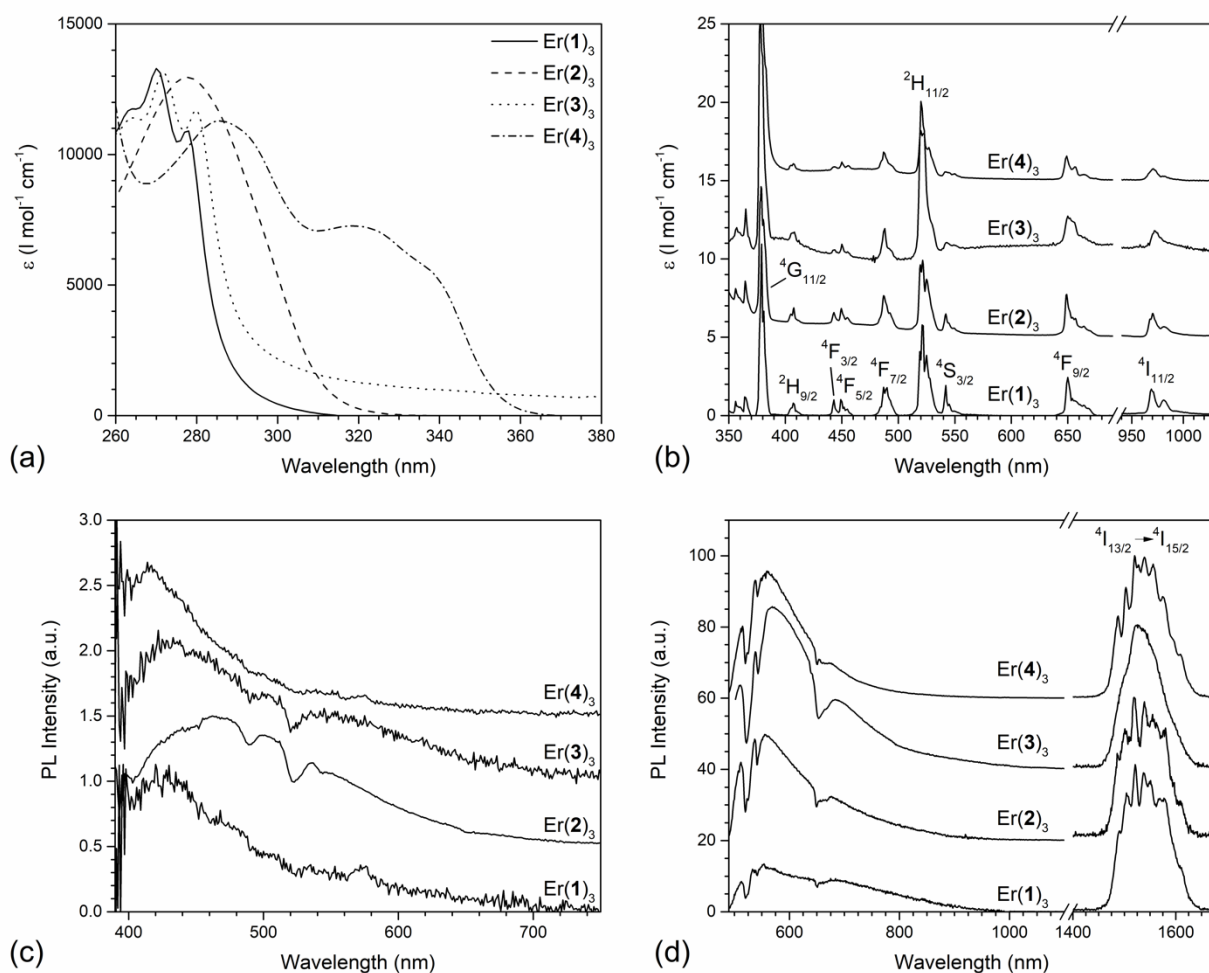 15000
10000
5000
0
ε (l mol⁻¹ cm⁻¹)
260 280 300 320 340 360 380
Wavelength (nm)
Er(1)₃
Er(2)₃
Er(3)₃
Er(4)₃
(a)
25
20
15
10
5
0
ε (l mol⁻¹ cm⁻¹)
²H₁₁/₂
Er(4)₃
Er(3)₃
⁴G₁₁/₂
Er(2)₃
⁴F₃/₂
²H₉/₂
⁴F₅/₂
⁴F₇/₂
⁴S₃/₂
Er(1)₃
⁴F₉/₂
⁴I₁₁/₂
350 400 450 500 550 600 650 950 1000
Wavelength (nm)
(b)
3.0
2.5
2.0
1.5
1.0
0.5
0.0
PL Intensity (a.u.)
Er(4)₃
Er(3)₃
Er(2)₃
Er(1)₃
400 500 600 700
Wavelength (nm)
(c)
100
80
60
40
20
0
PL Intensity (a.u.)
⁴I₁₃/₂ → ⁴I₁₅/₂
Er(4)₃
Er(3)₃
Er(2)₃
Er(1)₃
600 800 1000 1400 1500 1600
Wavelength (nm)
(d)